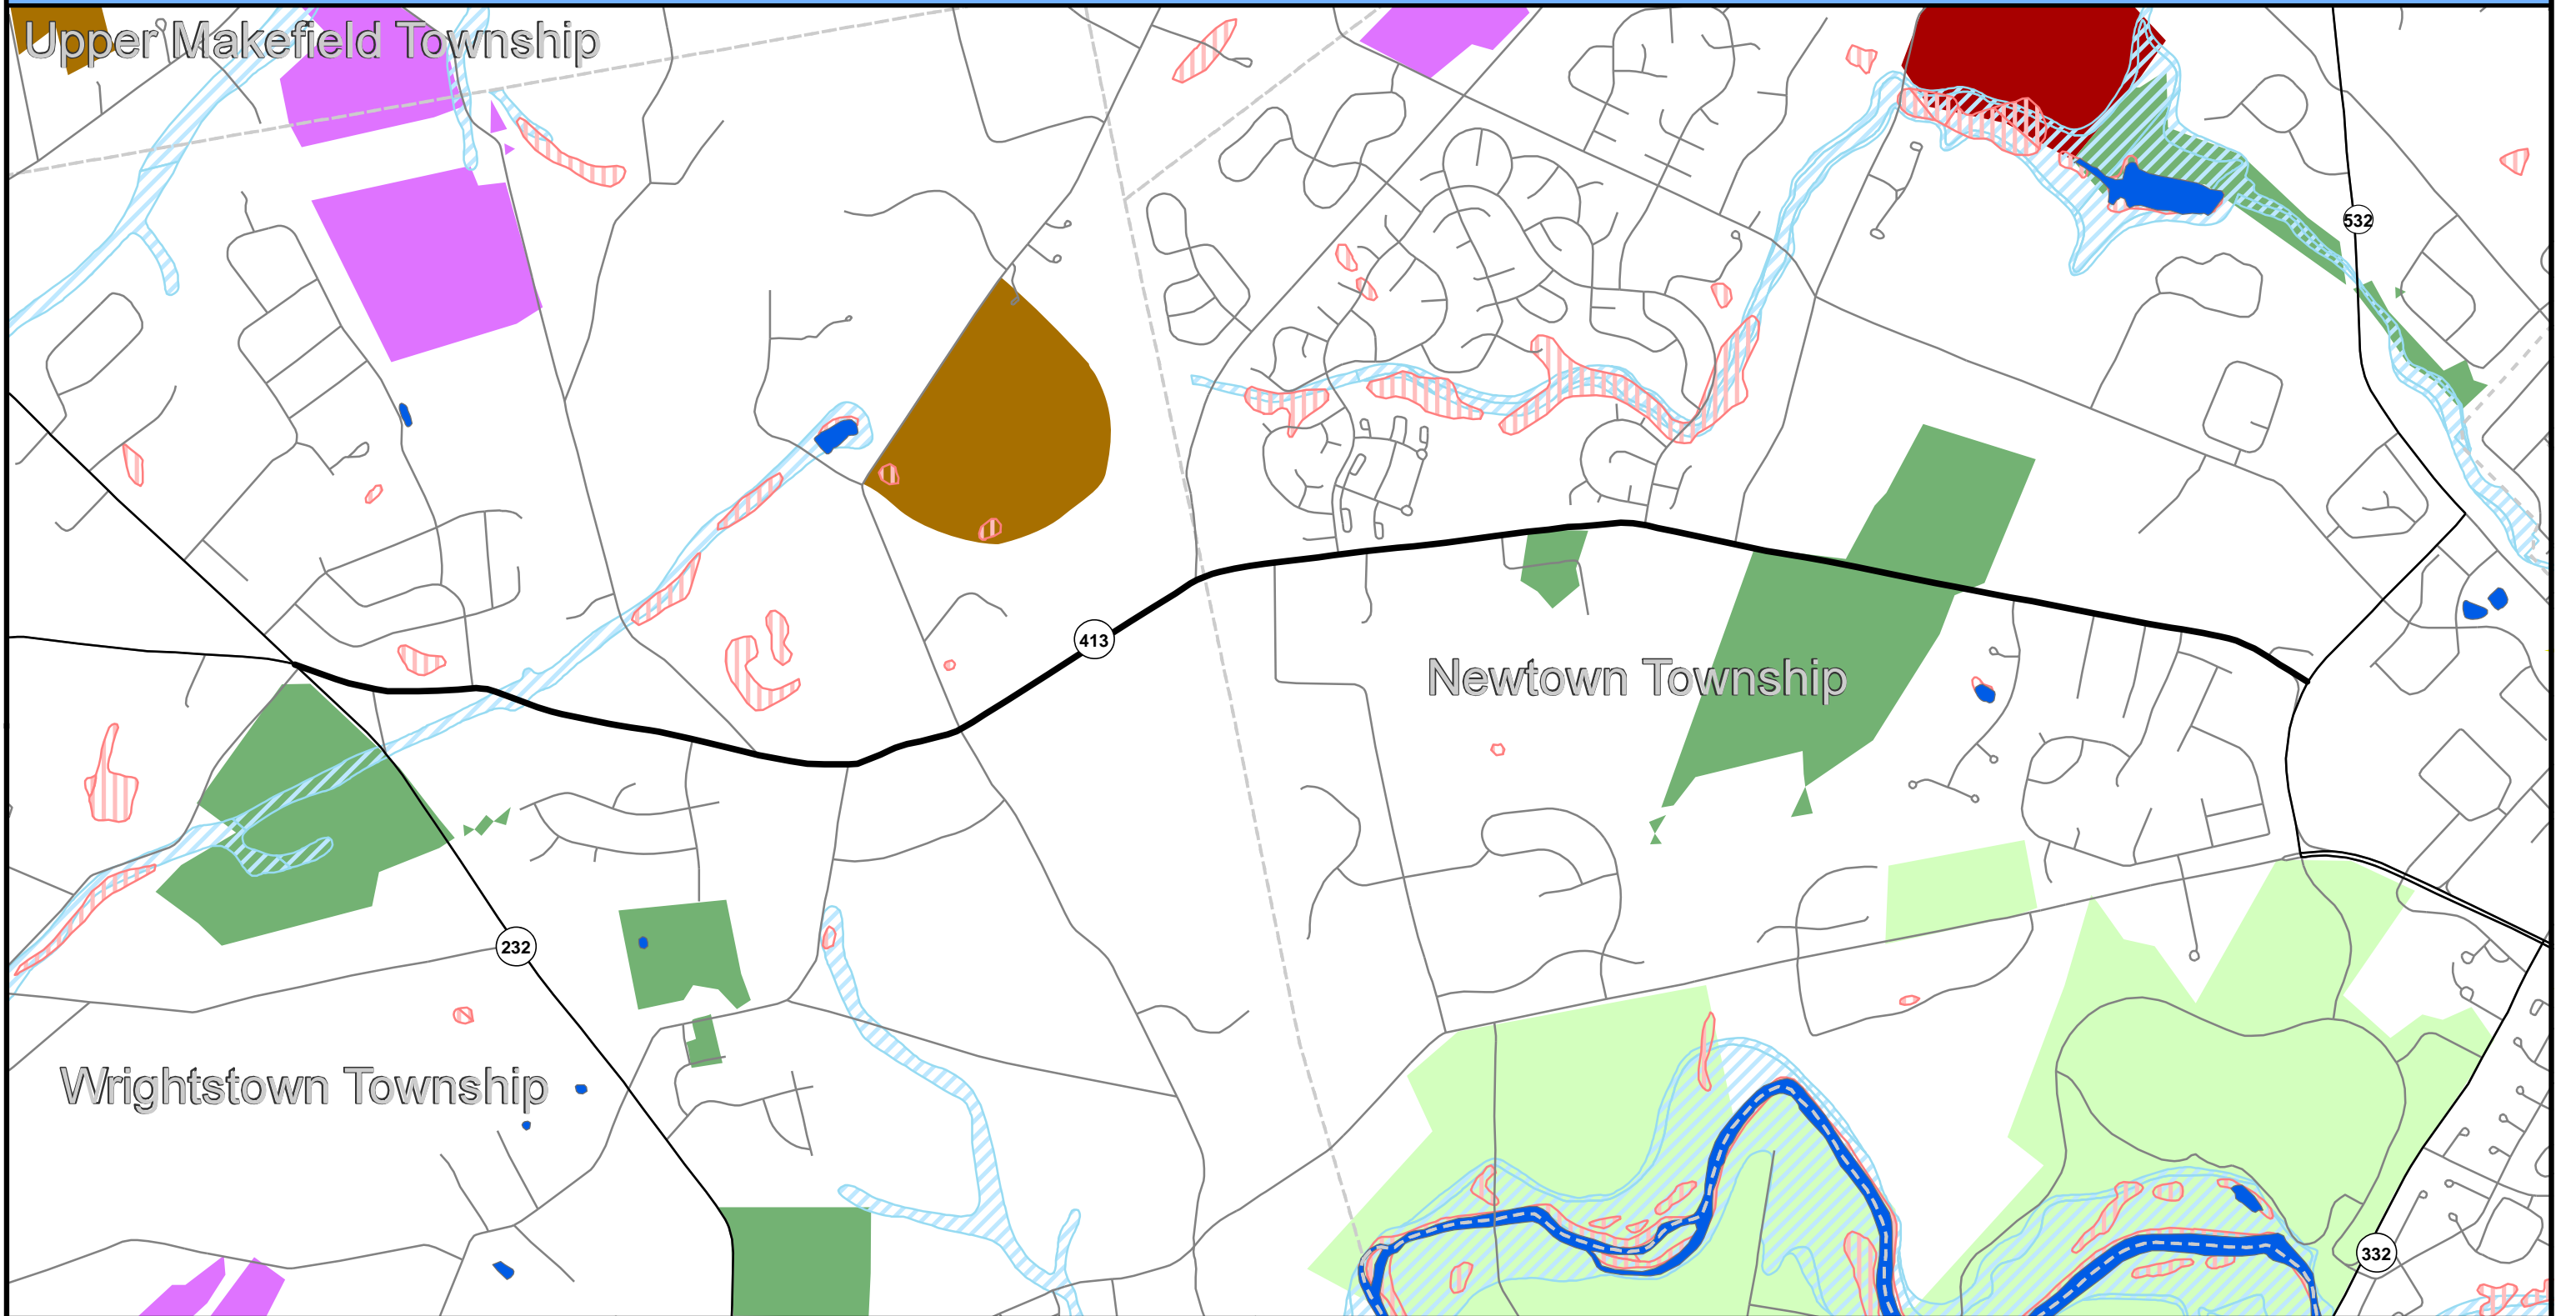 Upper Makefield Township
532
413
Newtown Township
232
Wrightstown Township
332